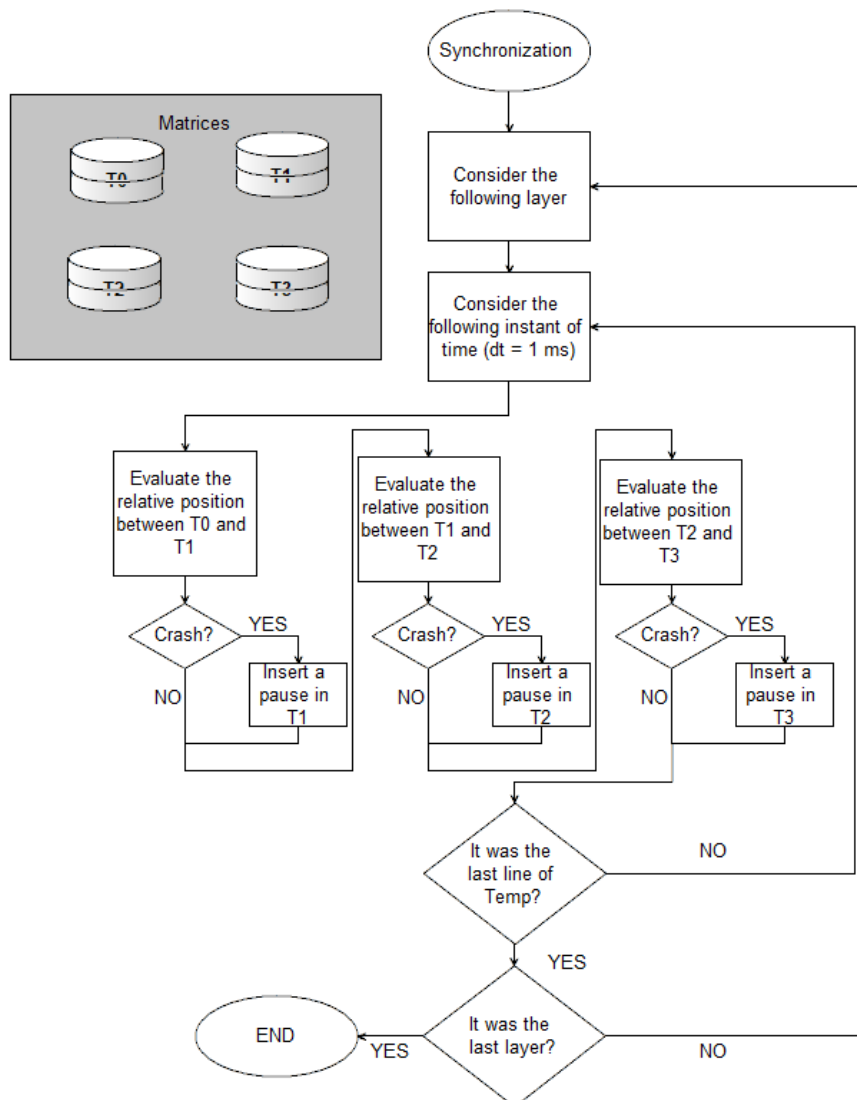 Synchronization
Matrices
T0
T1
T2
T3
Consider the
following layer
Consider the
following instant of
time (dt = 1 ms)
Evaluate the
relative position
between T0 and
T1
Evaluate the
relative position
between T1 and
T2
Evaluate the
relative position
between T2 and
T3
Crash?
YES
NO
Insert a
pause in
T1
Crash?
YES
NO
Insert a
pause in
T2
Crash?
YES
NO
Insert a
pause in
T3
It was the
last line of
Temp?
NO
YES
It was the
last layer?
NO
YES
END